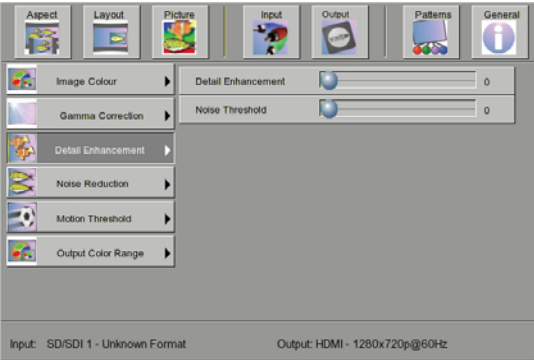 Aspect Layout Picture Input Output Patterns General
Image Colour Detail Enhancement 0
Gamma Correction Noise Threshold 0
Detail Enhancement
Noise Reduction
Motion Threshold
Output Color Range
Input: SD/SDI 1 - Unknown Format Output: HDMI - 1280x720p@60Hz